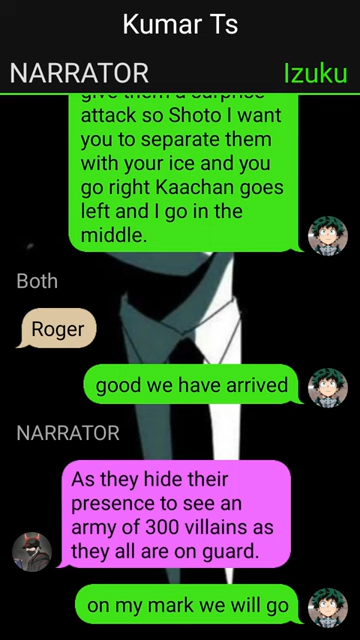 Kumar Ts
NARRATOR Izuku
give them a surprise
attack so Shoto I want
you to separate them
with your ice and you
go right Kaachan goes
left and I go in the
middle.
Both
Roger
good we have arrived
NARRATOR
As they hide their
presence to see an
army of 300 villains as
they all are on guard.
on my mark we will go